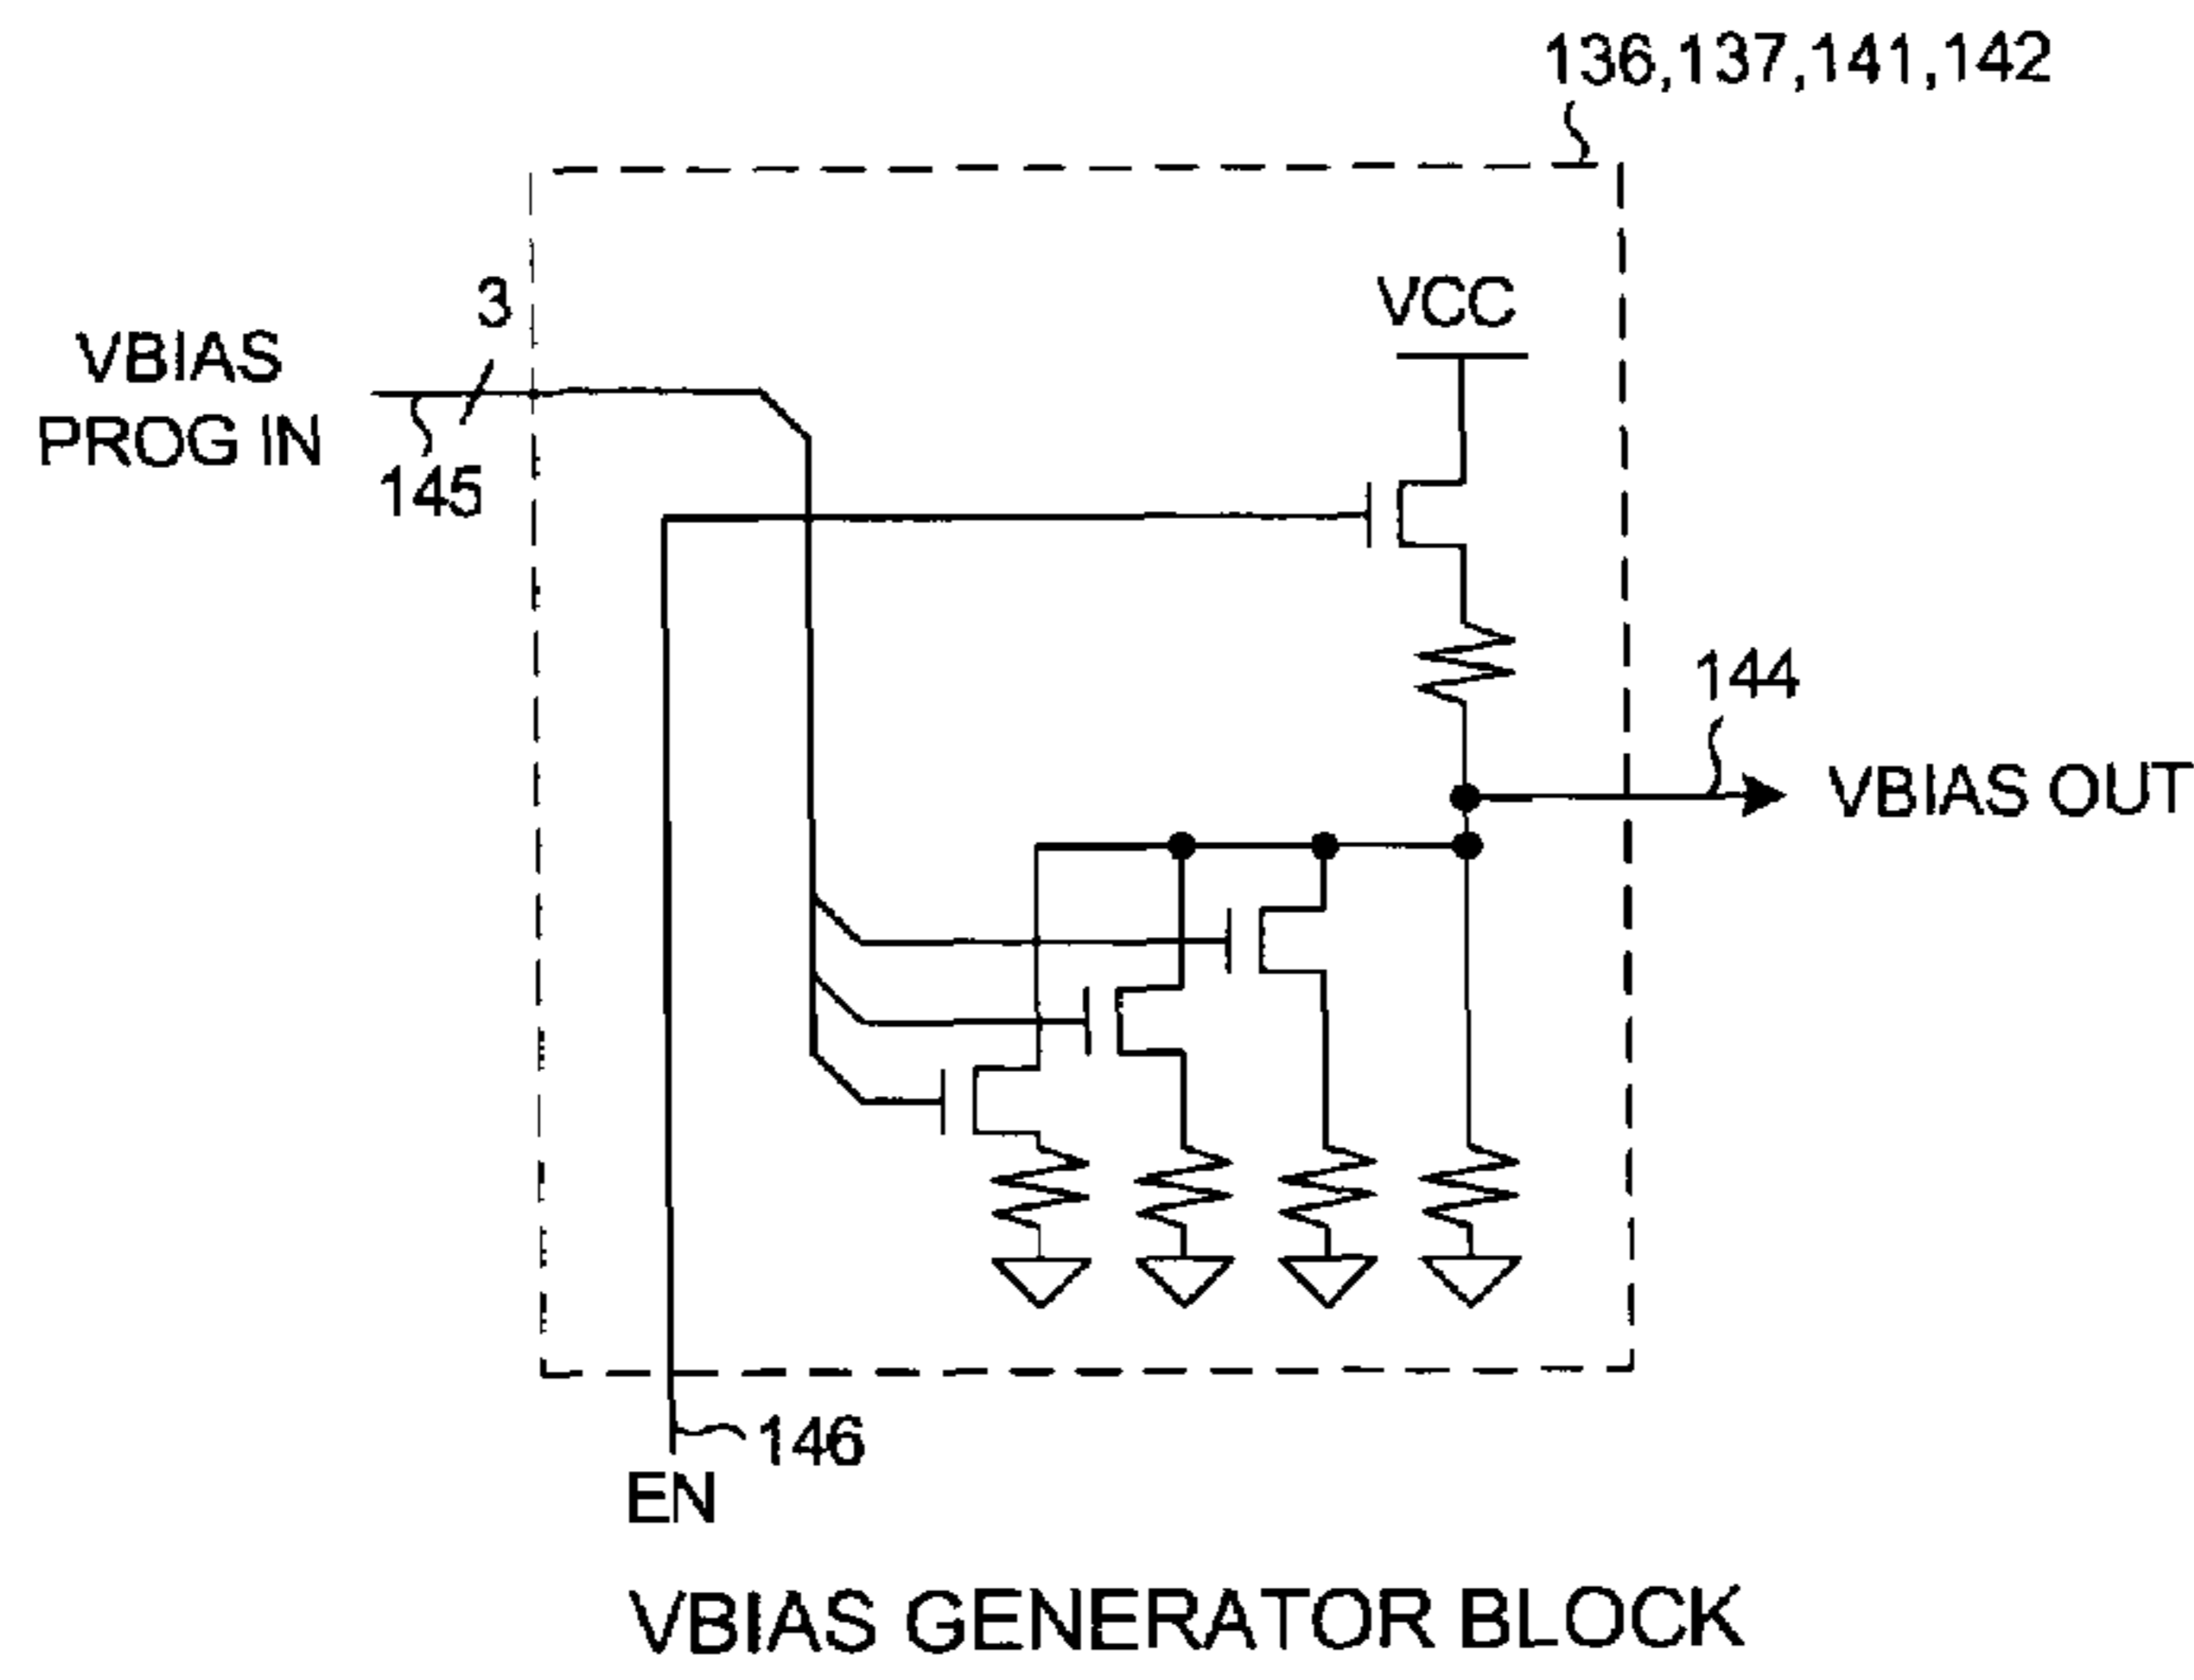 136,137,141,142
3
VCC
VBIAS
PROG IN
145
144
VBIAS OUT
146
EN
VBIAS GENERATOR BLOCK